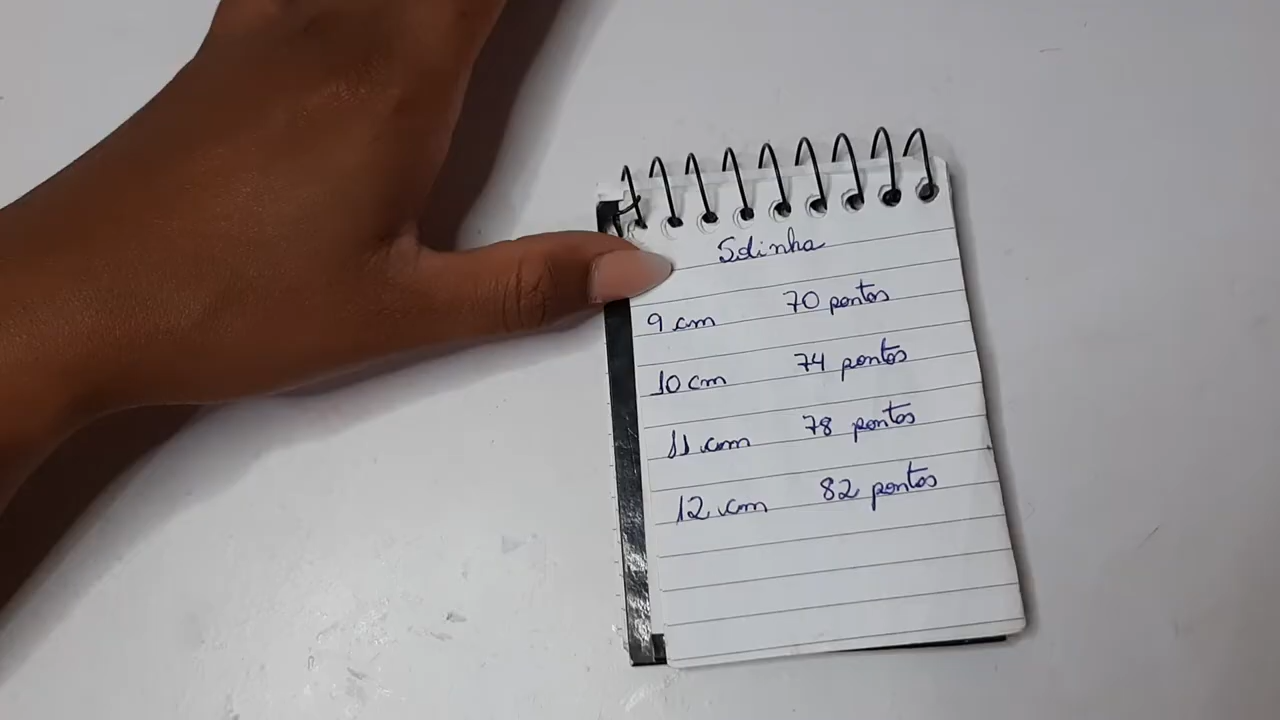 Solinha
9 cm 70 pontos
10 cm 74 pontos
11 cm 78 pontos
12 cm 82 pontos